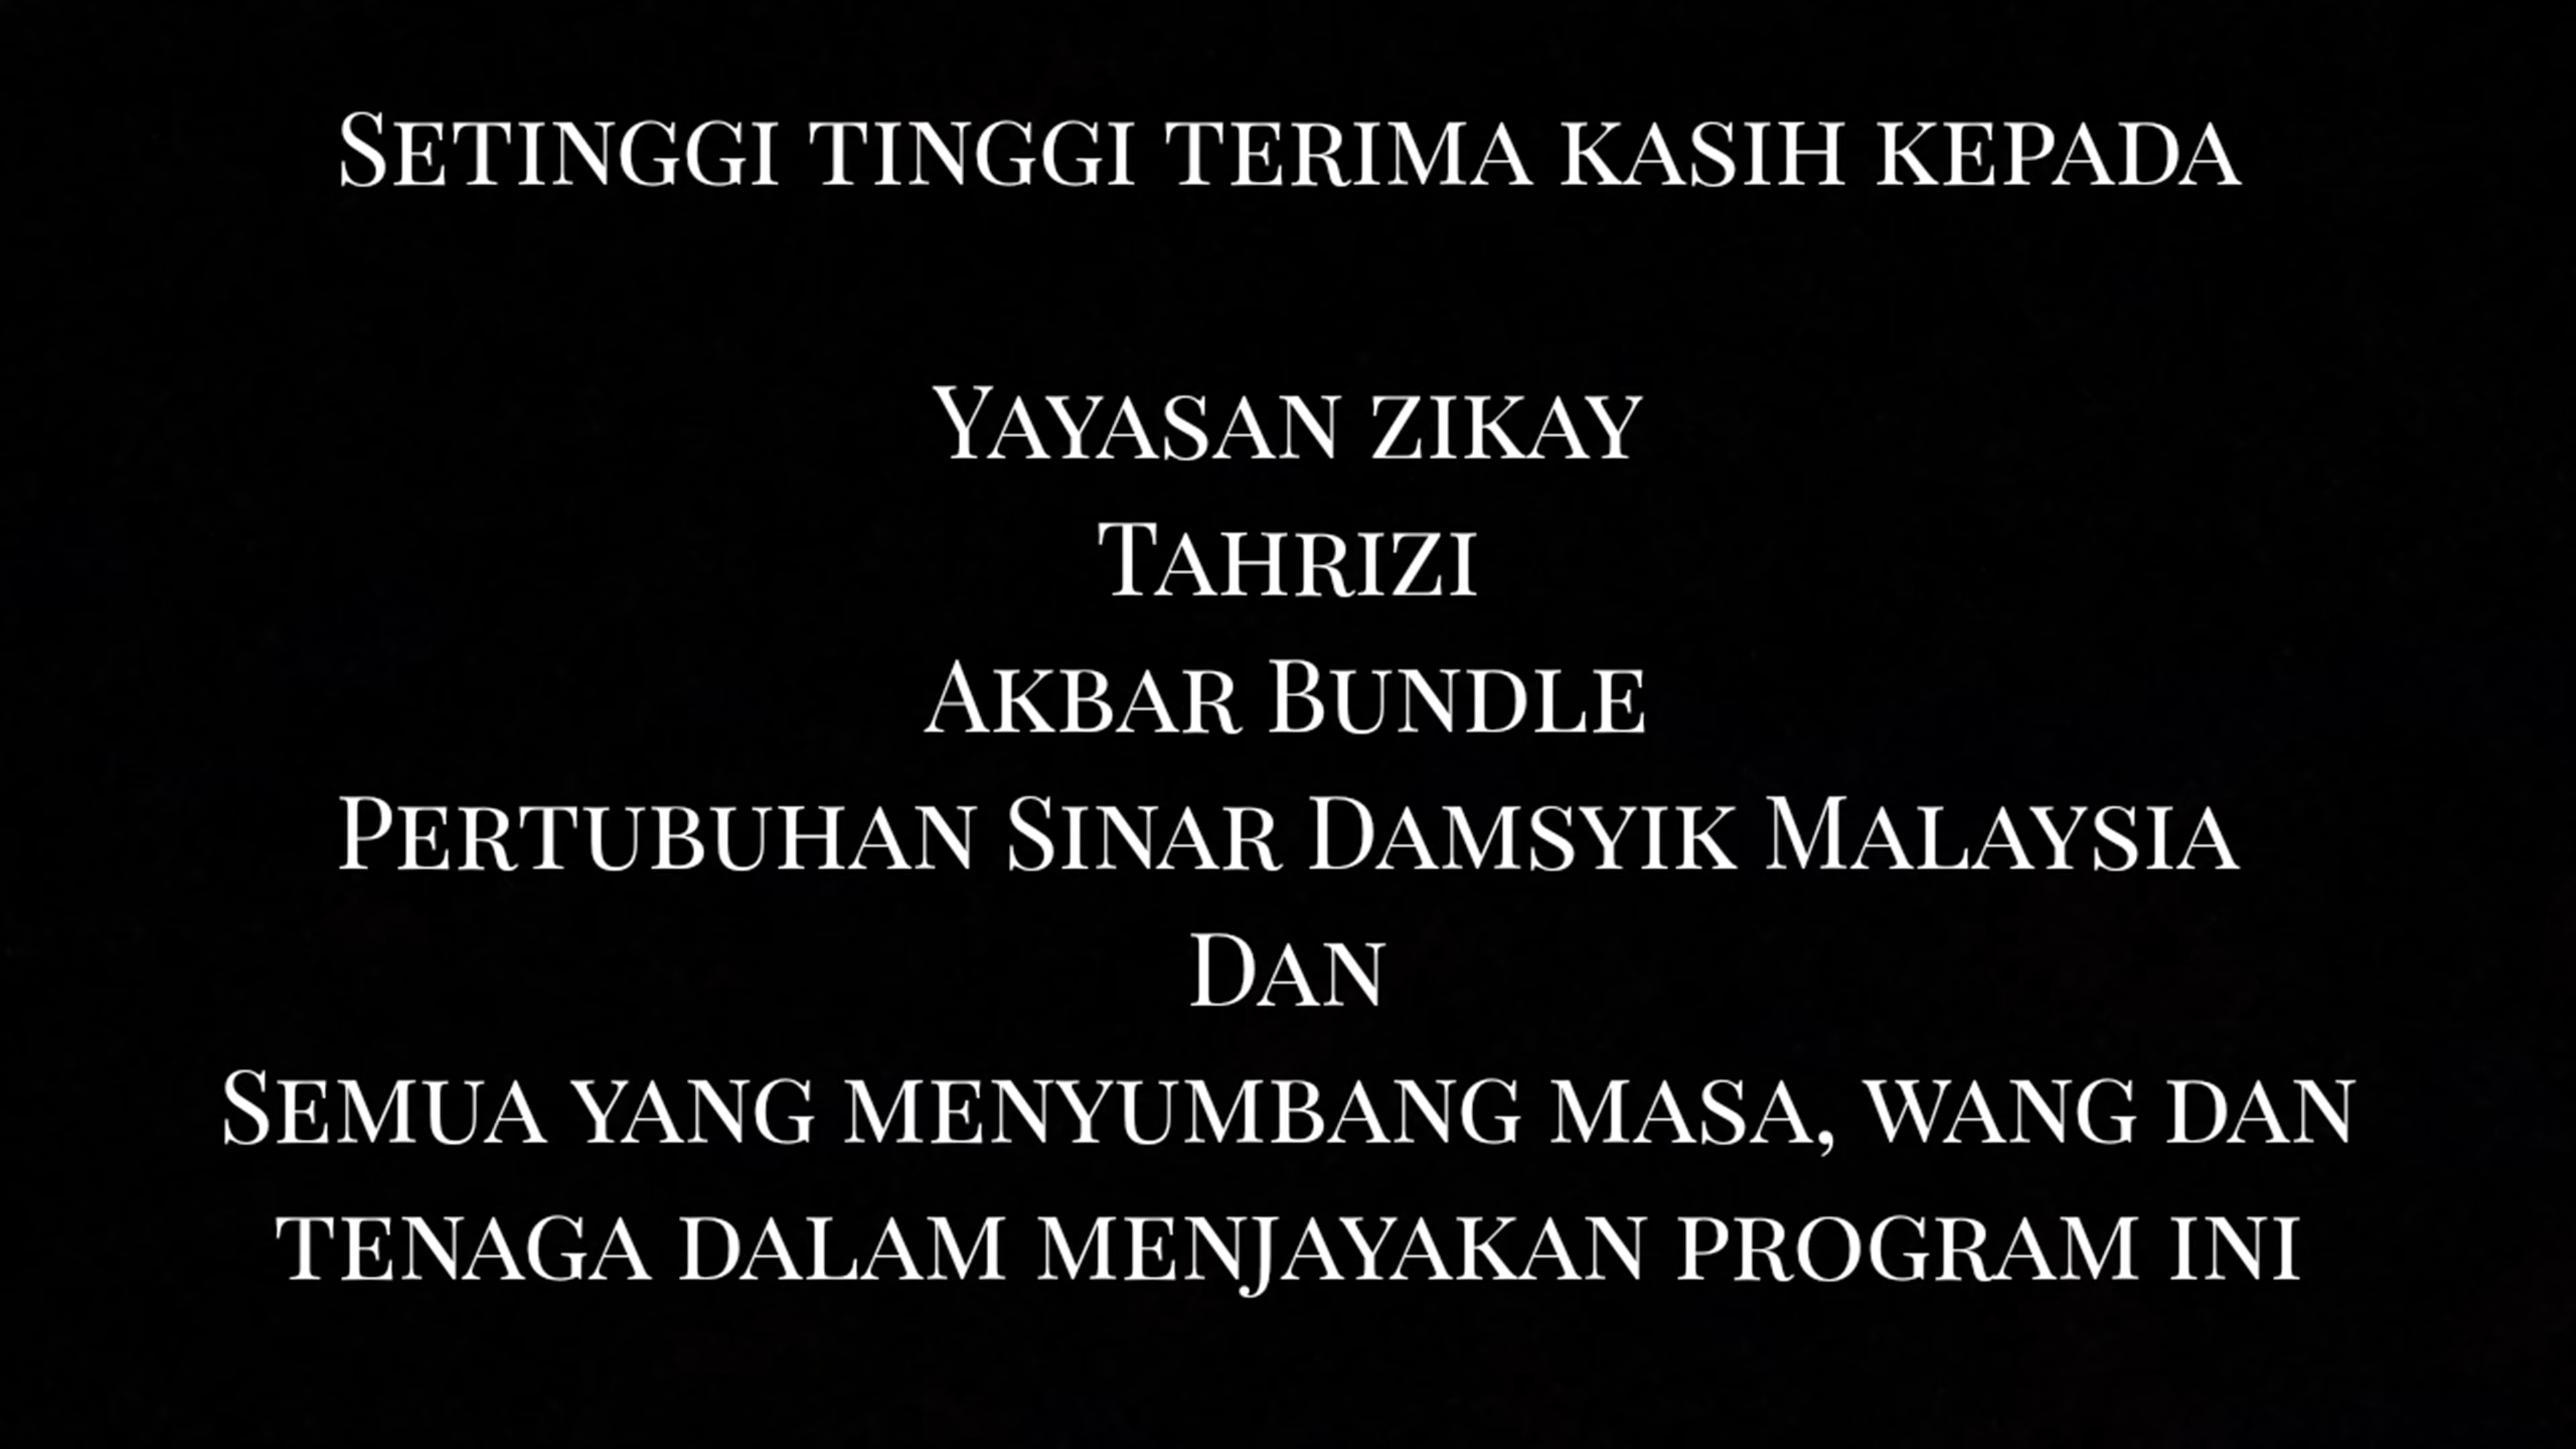 Setinggi tinggi terima kasih kepada
Yayasan zikay
Tahrizi
Akbar Bundle
Pertubuhan Sinar Damsyik Malaysia
Dan
Semua yang menyumbang masa, wang dan
tenaga dalam menjayakan program ini